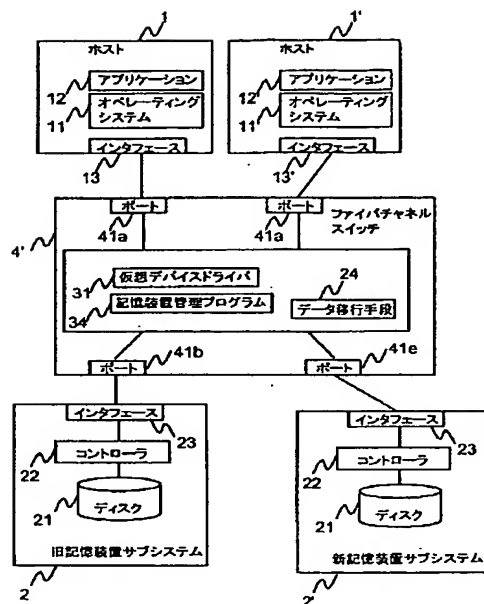 1
1'
ホスト
ホスト
アプリケーション
アプリケーション
12
12
オペレーティング
システム
オペレーティング
システム
11
11
インタフェース
インタフェース
13
13'
ポート
ポート
ファイバチャネル
スイッチ
4'
41a
41a
仮想デバイスドライバ
24
31
記憶装置管理プログラム
データ移行手段
34
41b
41e
ポート
ポート
インタフェース
インタフェース
23
23
22
コントローラ
22
コントローラ
21
ディスク
21
ディスク
旧記憶装置サブシステム
新記憶装置サブシステム
2
2'